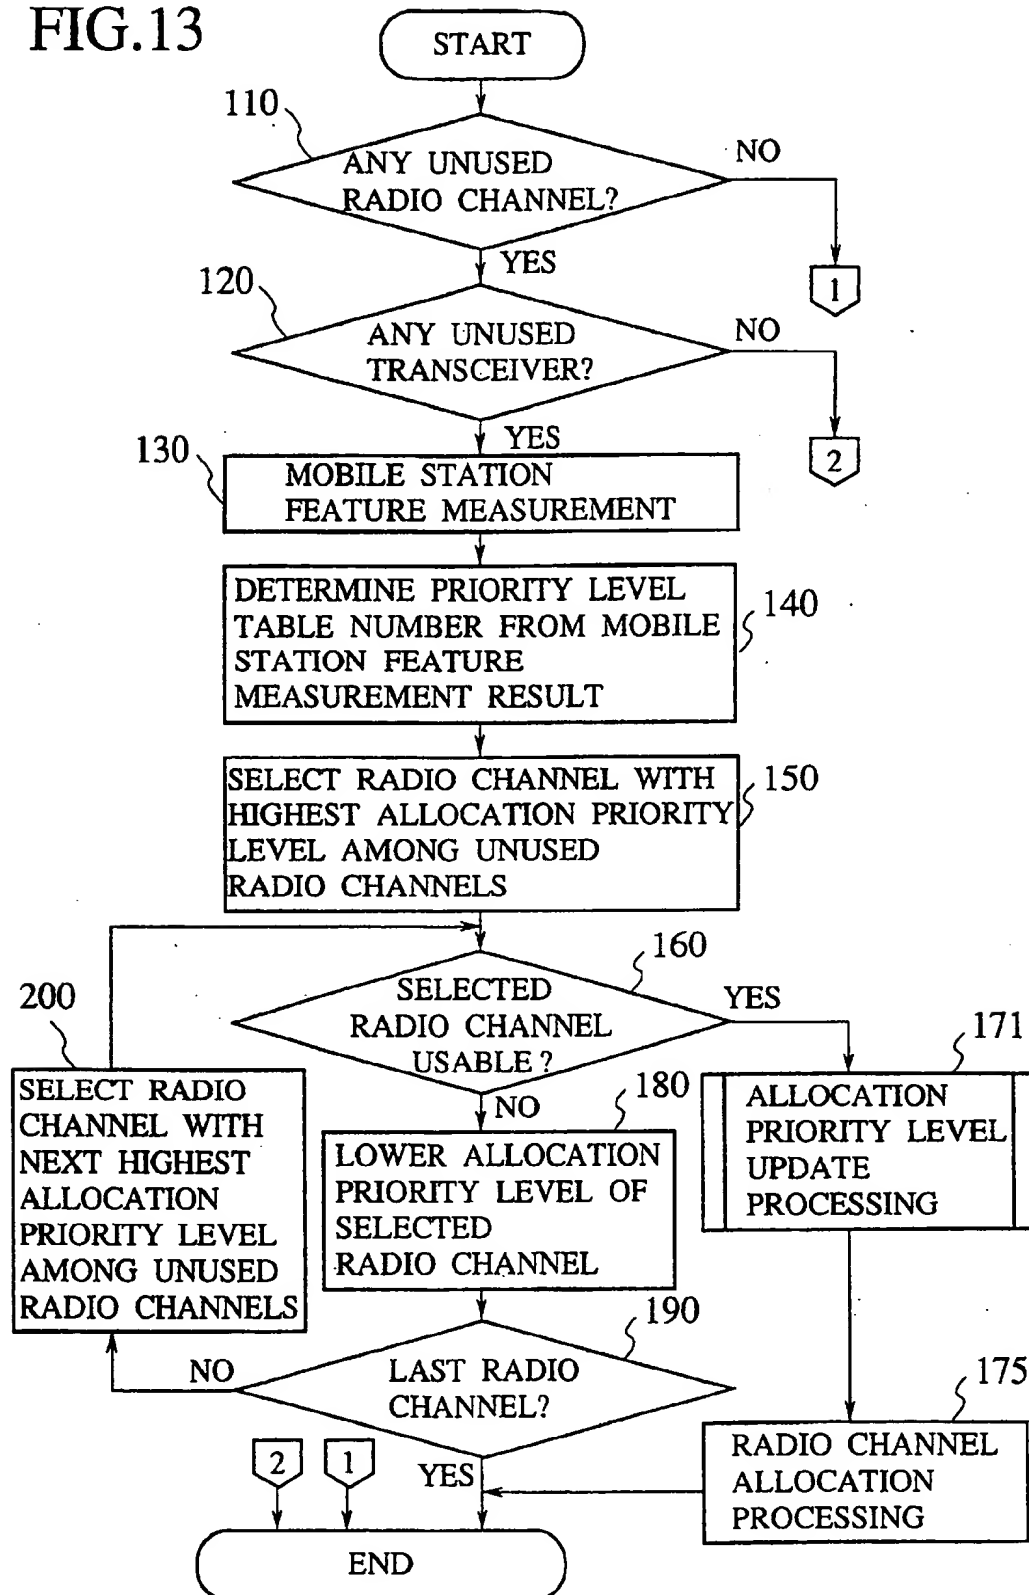 FIG.13
START
110
ANY UNUSED
RADIO CHANNEL?
NO
1
YES
120
ANY UNUSED
TRANSCEIVER?
NO
2
YES
130
MOBILE STATION
FEATURE MEASUREMENT
DETERMINE PRIORITY LEVEL
TABLE NUMBER FROM MOBILE
STATION FEATURE
MEASUREMENT RESULT
140
SELECT RADIO CHANNEL WITH
HIGHEST ALLOCATION PRIORITY
LEVEL AMONG UNUSED
RADIO CHANNELS
150
160
SELECTED
RADIO CHANNEL
USABLE?
YES
NO
200
SELECT RADIO
CHANNEL WITH
NEXT HIGHEST
ALLOCATION
PRIORITY LEVEL
AMONG UNUSED
RADIO CHANNELS
180
LOWER ALLOCATION
PRIORITY LEVEL OF
SELECTED
RADIO CHANNEL
171
ALLOCATION
PRIORITY LEVEL
UPDATE
PROCESSING
190
LAST RADIO
CHANNEL?
NO
YES
175
RADIO CHANNEL
ALLOCATION
PROCESSING
2
1
END